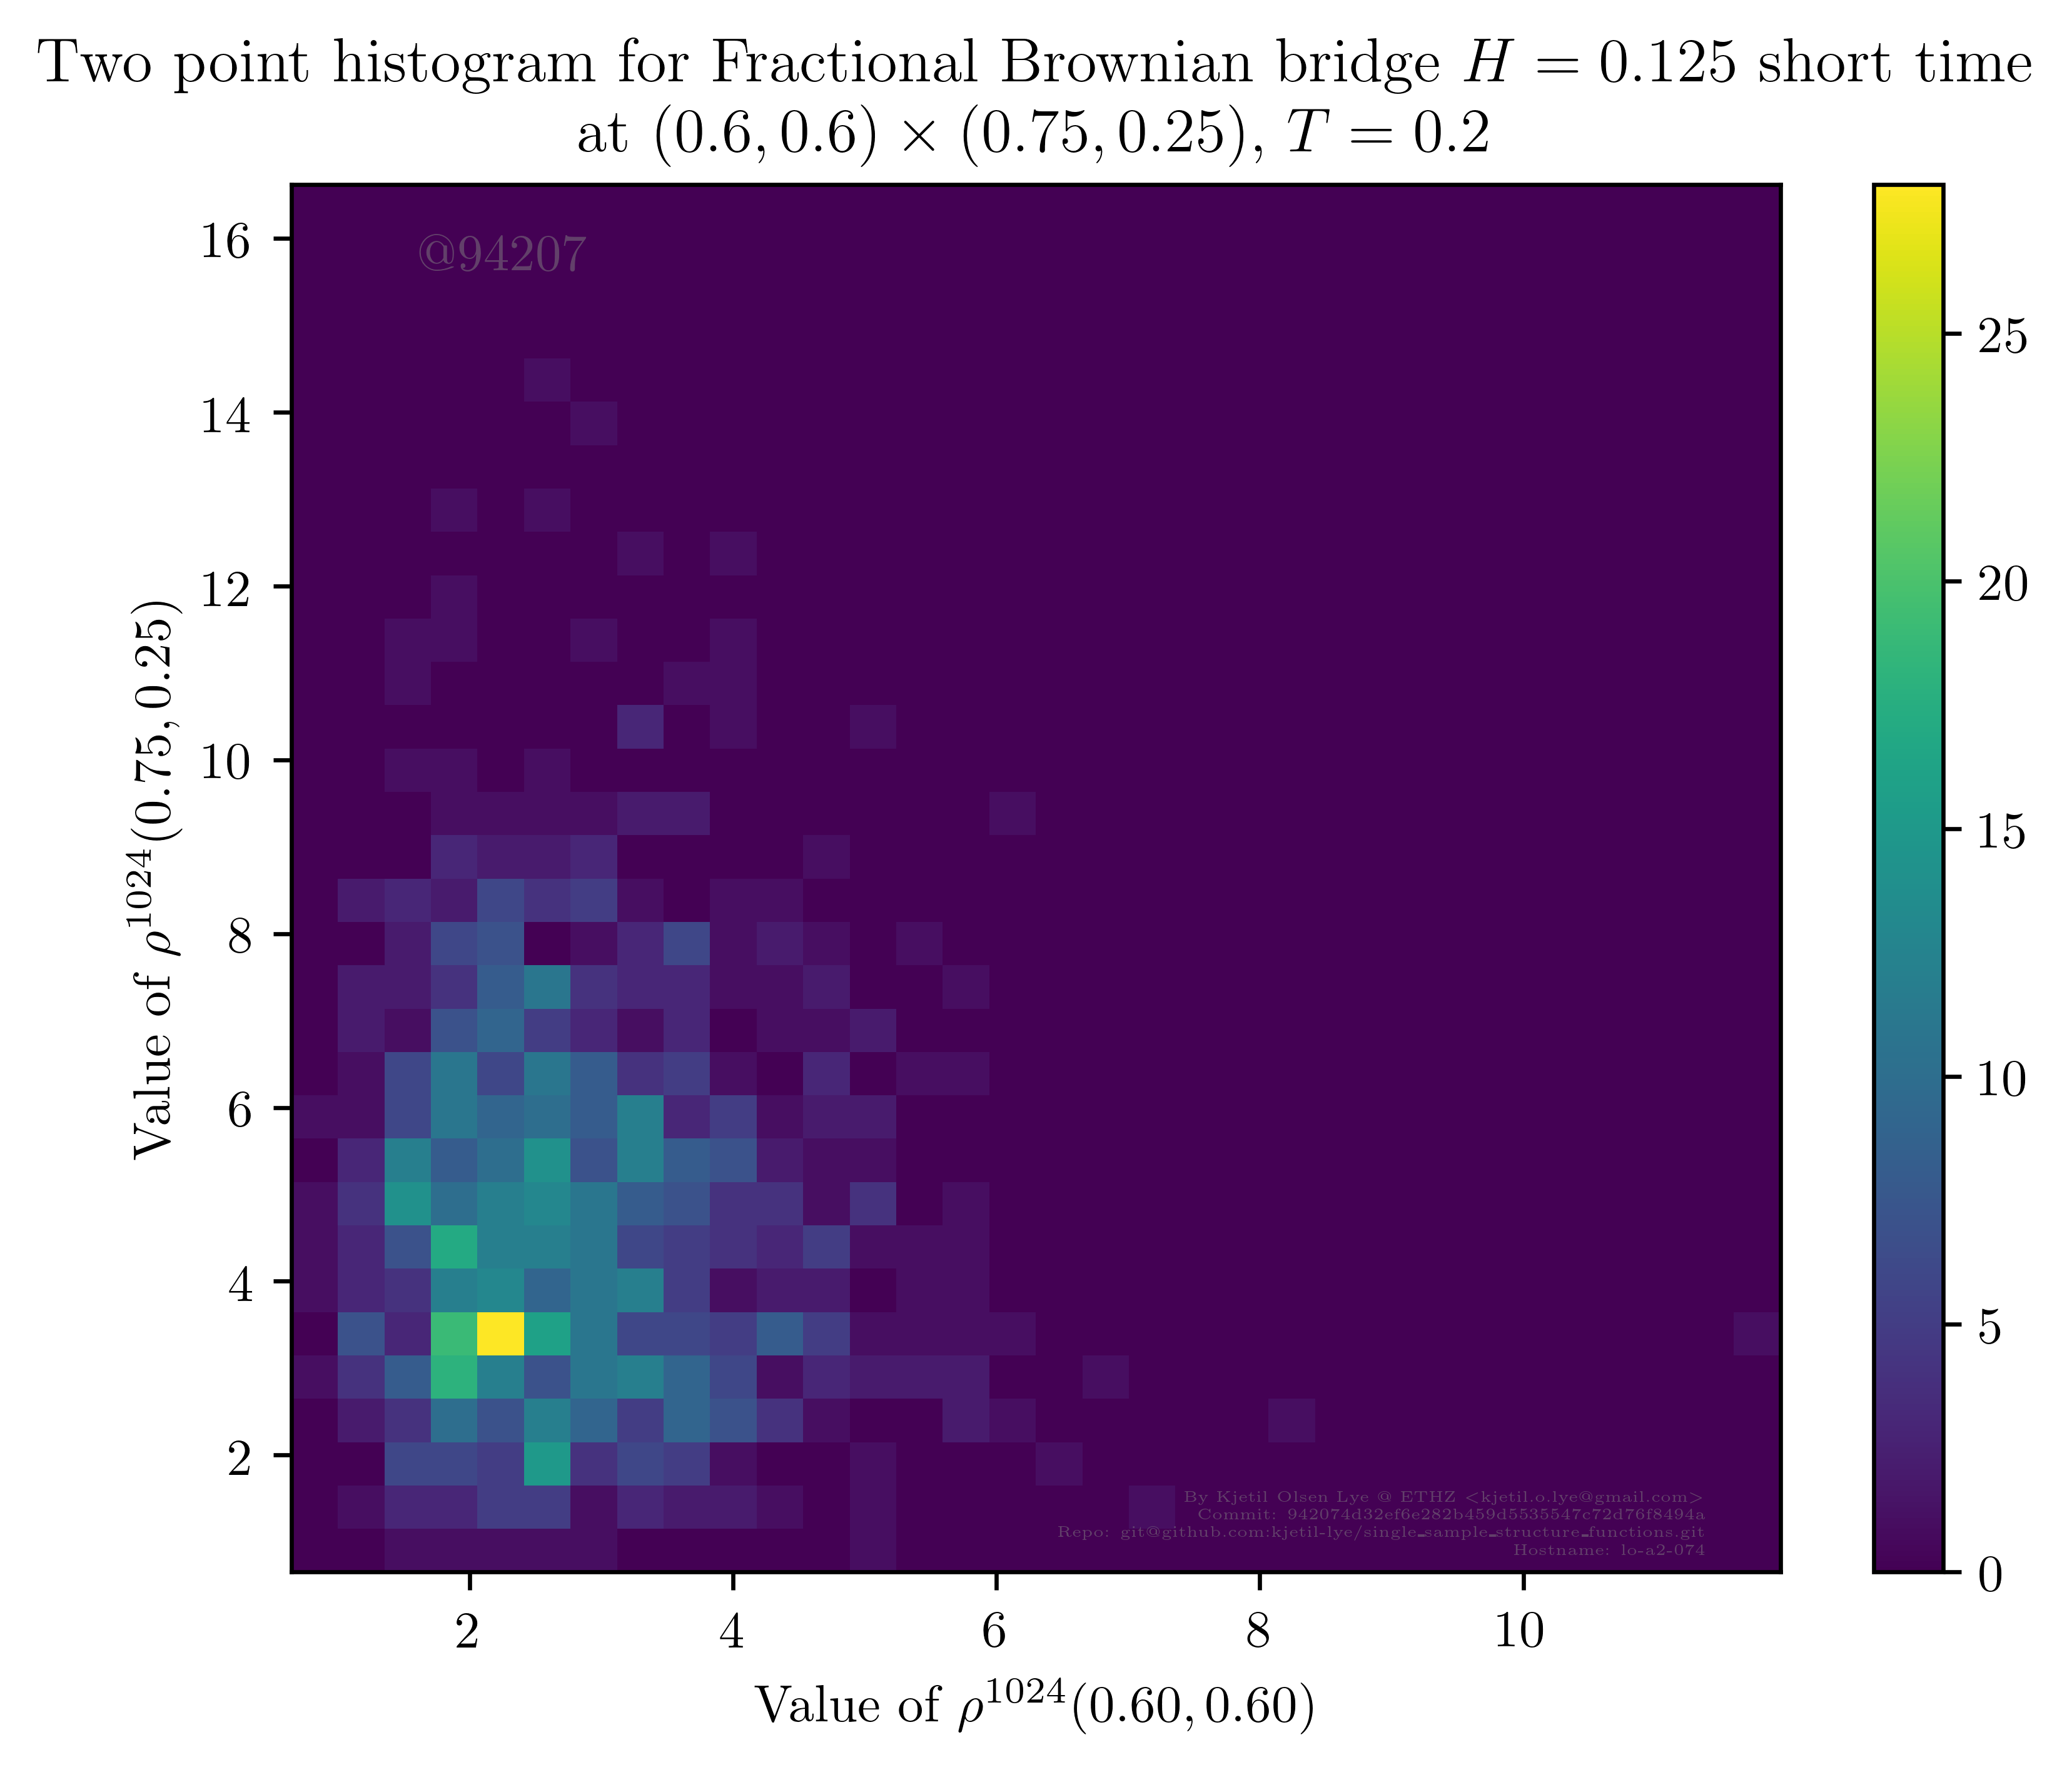 Two point histogram for Fractional Brownian bridge H = 0.125 short time
at (0.6, 0.6) × (0.75, 0.25), T = 0.2
@94207
16
14
12
10
8
6
4
2
Value of ρ^1024(0.75, 0.25)
2
4
6
8
10
Value of ρ^1024(0.60, 0.60)
25
20
15
10
5
0
By Kjetil Olsen Lye @ ETHZ <kjetil.o.lye@gmail.com>
Commit: 942074d32ef6e282b459d5535547c72d76f8494a
Repo: git@github.com:kjetil-lye/single_sample_structure_functions.git
Hostname: lo-a2-074